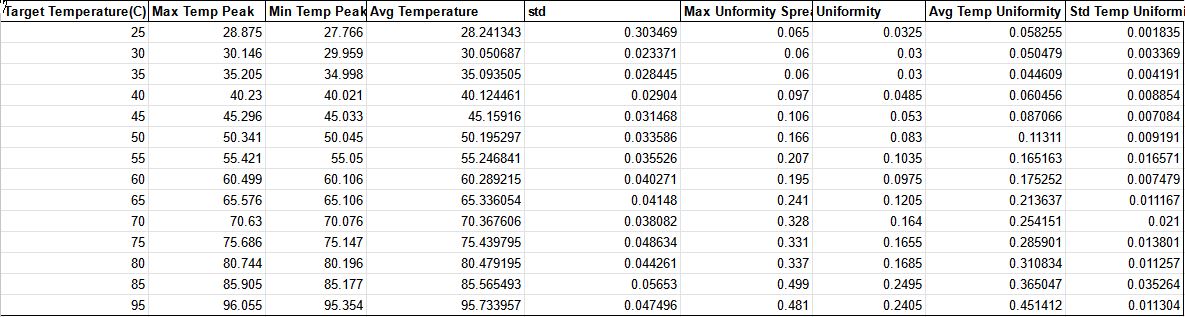 Target Temperature(C) Max Temp Peak Min Temp Peak Avg Temperature std Max Unformity Sprea Uniformity Avg Temp Uniformity Std Temp Uniformi
25 28.875 27.766 28.241343 0.303469 0.065 0.0325 0.058255 0.001835
30 30.146 29.959 30.050687 0.023371 0.06 0.03 0.050479 0.003369
35 35.205 34.998 35.093505 0.028445 0.06 0.03 0.044609 0.004191
40 40.23 40.021 40.124461 0.02904 0.097 0.0485 0.060456 0.008854
45 45.296 45.033 45.15916 0.031468 0.106 0.053 0.087066 0.007084
50 50.341 50.045 50.195297 0.033586 0.166 0.083 0.11311 0.009191
55 55.421 55.05 55.246841 0.035526 0.207 0.1035 0.165163 0.016571
60 60.499 60.106 60.289215 0.040271 0.195 0.0975 0.175252 0.007479
65 65.576 65.106 65.336054 0.04148 0.241 0.1205 0.213637 0.011167
70 70.63 70.076 70.367606 0.038082 0.328 0.164 0.254151 0.021
75 75.686 75.147 75.439795 0.048634 0.331 0.1655 0.285901 0.013801
80 80.744 80.196 80.479195 0.044261 0.337 0.1685 0.310834 0.011257
85 85.905 85.177 85.565493 0.05653 0.499 0.2495 0.365047 0.035264
95 96.055 95.354 95.733957 0.047496 0.481 0.2405 0.451412 0.011304